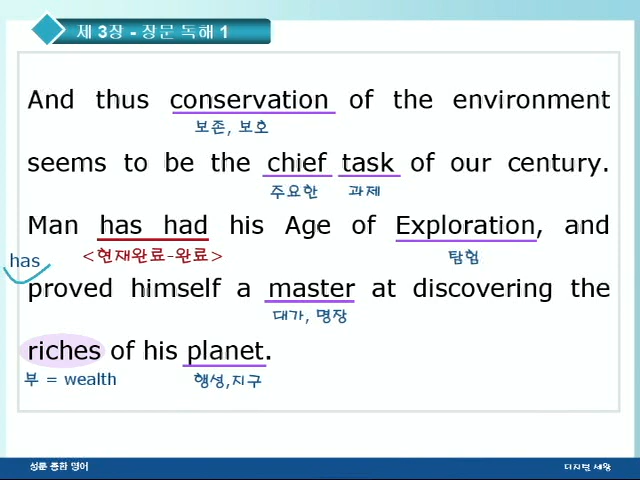 제 3장 - 장문 독해 1
And thus conservation of the environment
보존, 보호
seems to be the chief task of our century.
주요한 과제
Man has had his Age of Exploration, and
has <현재완료-완료> 탐험
proved himself a master at discovering the
대가, 명장
riches of his planet.
부 = wealth 행성,지구
성문 종합 영어 디지털 세왕